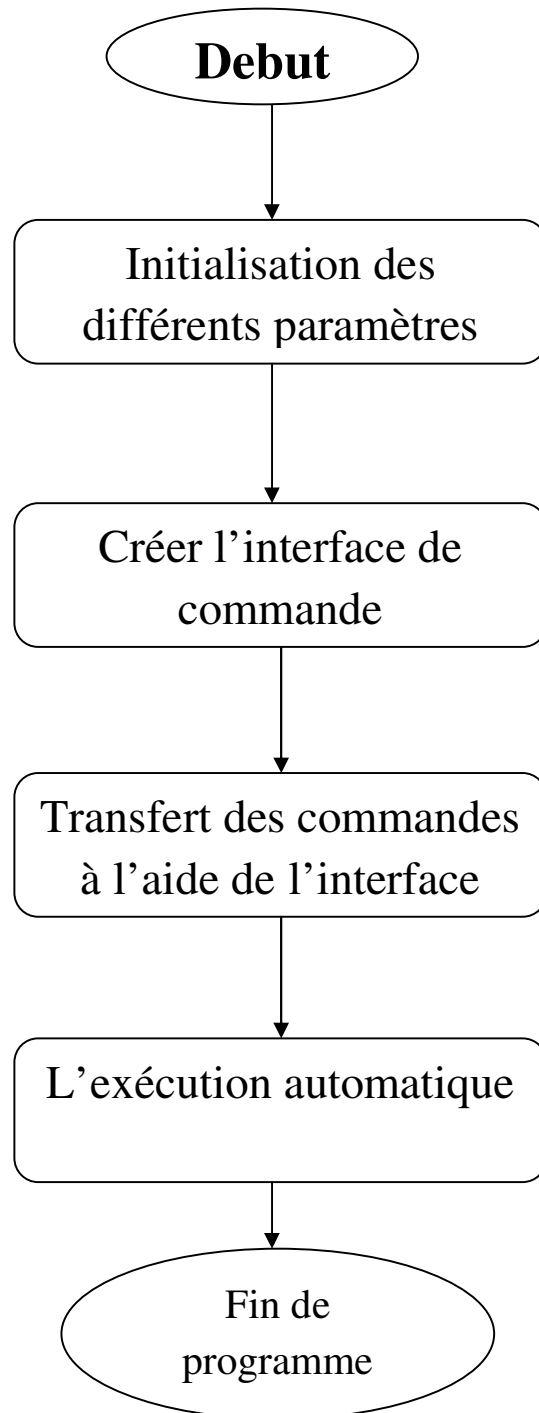 Debut
Initialisation des
différents paramètres
Créer l’interface de
commande
Transfert des commandes
à l’aide de l’interface
L’exécution automatique
Fin de
programme